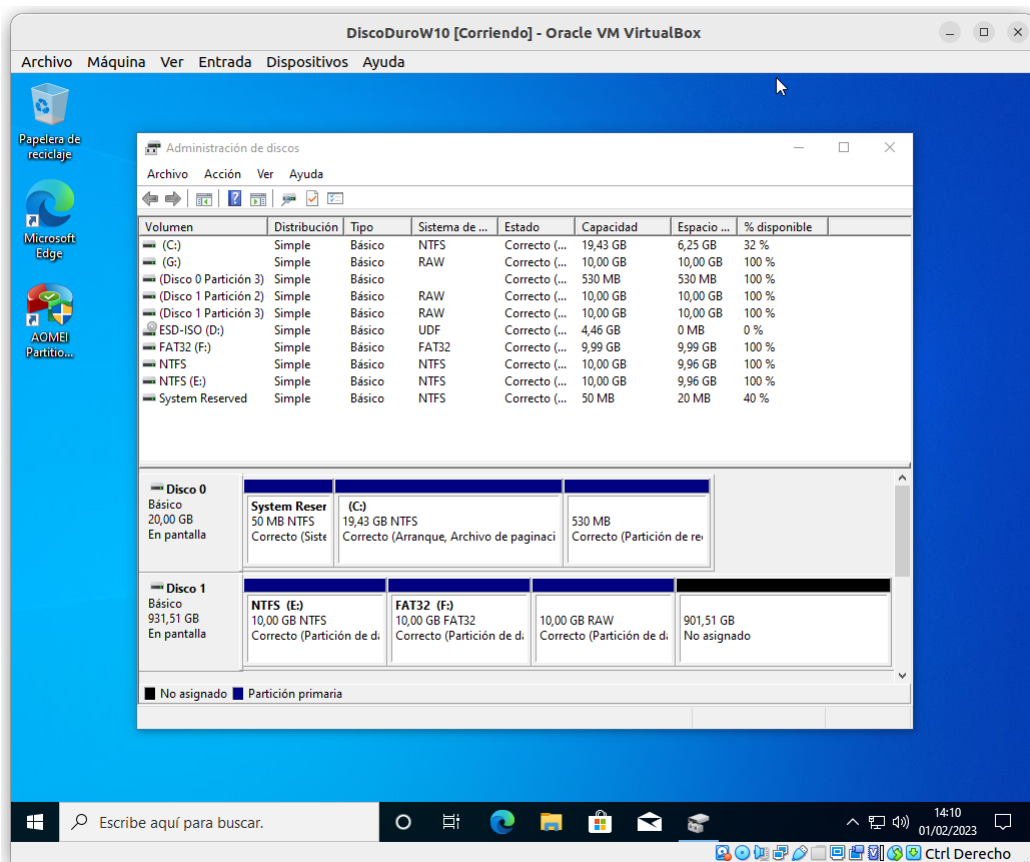 DiscoDuroW10 [Corriendo] - Oracle VM VirtualBox
Archivo Máquina Ver Entrada Dispositivos Ayuda
Papelera de
reciclaje
Microsoft
Edge
AOMEI
Partitio...
Administración de discos
Archivo Acción Ver Ayuda
Volumen Distribución Tipo Sistema de ... Estado Capacidad Espacio ... % disponible
(C:) Simple Básico NTFS Correcto (... 19,43 GB 6,25 GB 32 %
(G:) Simple Básico RAW Correcto (... 10,00 GB 10,00 GB 100 %
(Disco 0 Partición 3) Simple Básico Correcto (... 530 MB 530 MB 100 %
(Disco 1 Partición 2) Simple Básico RAW Correcto (... 10,00 GB 10,00 GB 100 %
(Disco 1 Partición 3) Simple Básico RAW Correcto (... 10,00 GB 10,00 GB 100 %
ESD-ISO (D:) Simple Básico UDF Correcto (... 4,46 GB 0 MB 0 %
FAT32 (F:) Simple Básico FAT32 Correcto (... 9,99 GB 9,99 GB 100 %
NTFS Simple Básico NTFS Correcto (... 10,00 GB 9,96 GB 100 %
NTFS (E:) Simple Básico NTFS Correcto (... 10,00 GB 9,96 GB 100 %
System Reserved Simple Básico NTFS Correcto (... 50 MB 20 MB 40 %
Disco 0
Básico
20,00 GB
En pantalla
System Reser
50 MB NTFS
Correcto (Siste
(C:)
19,43 GB NTFS
Correcto (Arranque, Archivo de paginaci
530 MB
Correcto (Partición de re
Disco 1
Básico
931,51 GB
En pantalla
NTFS (E:)
10,00 GB NTFS
Correcto (Partición de d
FAT32 (F:)
10,00 GB FAT32
Correcto (Partición de d
10,00 GB RAW
Correcto (Partición de d
901,51 GB
No asignado
No asignado Partición primaria
Escribe aquí para buscar.
14:10
01/02/2023
Ctrl Derecho